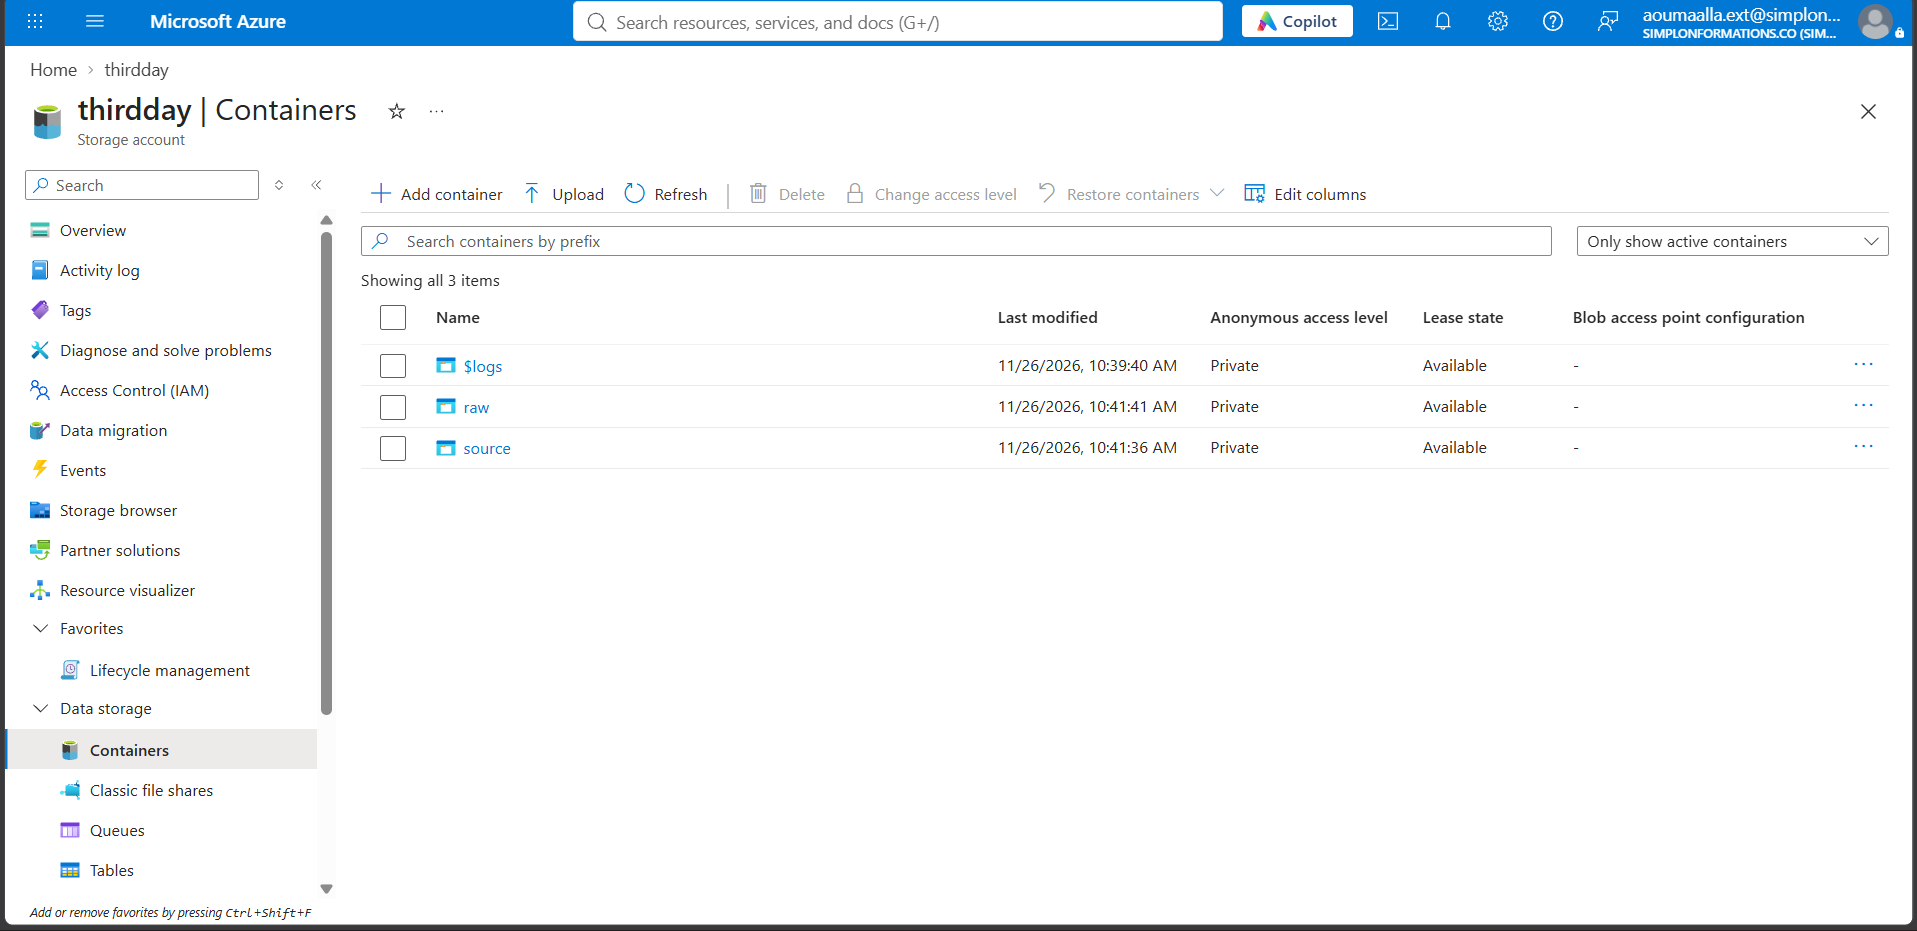 Microsoft Azure
Search resources, services, and docs (G+/)
Copilot
aoumaalla.ext@simplon...
SIMPLONFORMATIONS.CO (SIM...
Home > thirdday
thirdday | Containers
Storage account
Search
Add container
Upload
Refresh
Delete
Change access level
Restore containers
Edit columns
Search containers by prefix
Only show active containers
Showing all 3 items
Name Last modified Anonymous access level Lease state Blob access point configuration
$logs 11/26/2026, 10:39:40 AM Private Available -
raw 11/26/2026, 10:41:41 AM Private Available -
source 11/26/2026, 10:41:36 AM Private Available -
Overview
Activity log
Tags
Diagnose and solve problems
Access Control (IAM)
Data migration
Events
Storage browser
Partner solutions
Resource visualizer
Favorites
Lifecycle management
Data storage
Containers
Classic file shares
Queues
Tables
Add or remove favorites by pressing Ctrl+Shift+F